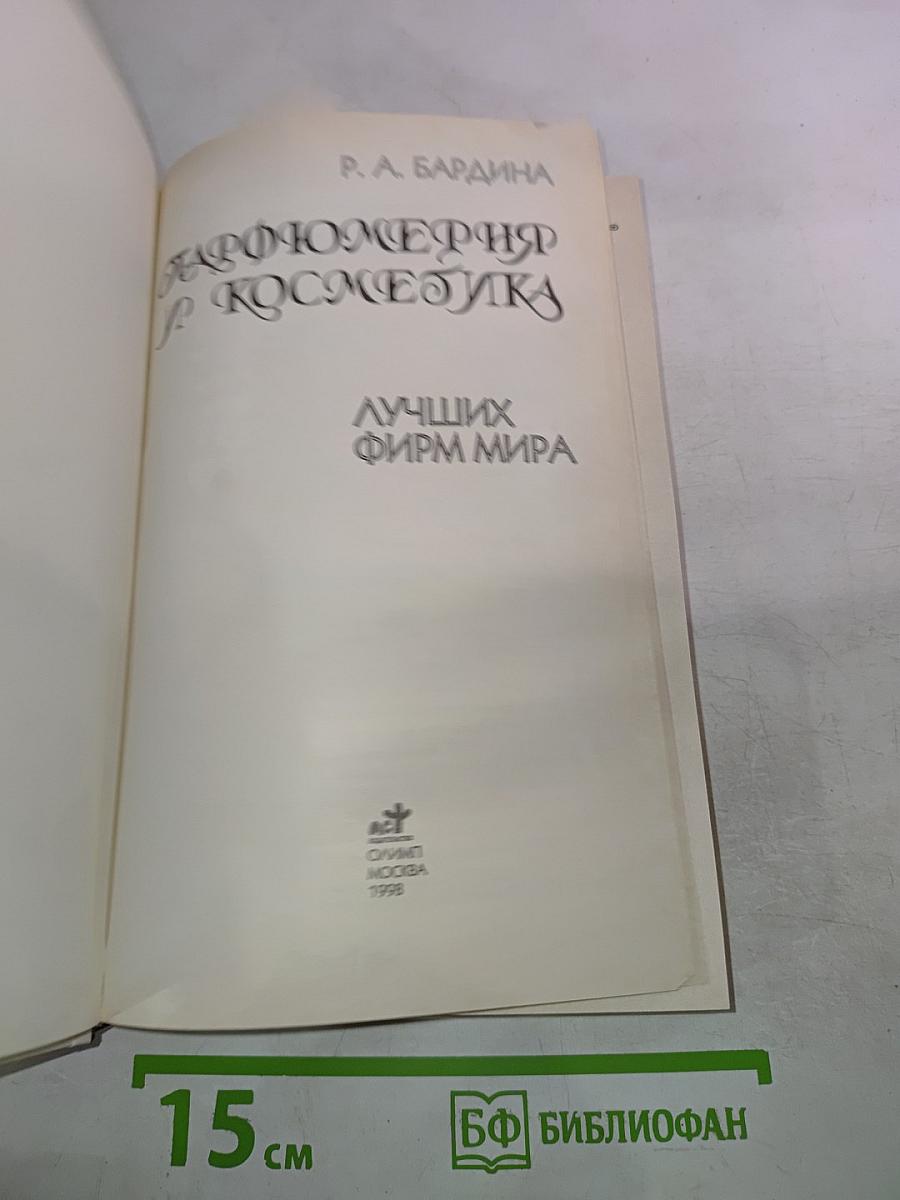 Р. А. БАРДИНА
ПАРФЮМЕРИЯ
И КОСМЕТИКА
ЛУЧШИХ
ФИРМ МИРА
АСТ
ОЛИМП
МОСКВА
1998
15 см
БФ БИБЛИОФАН